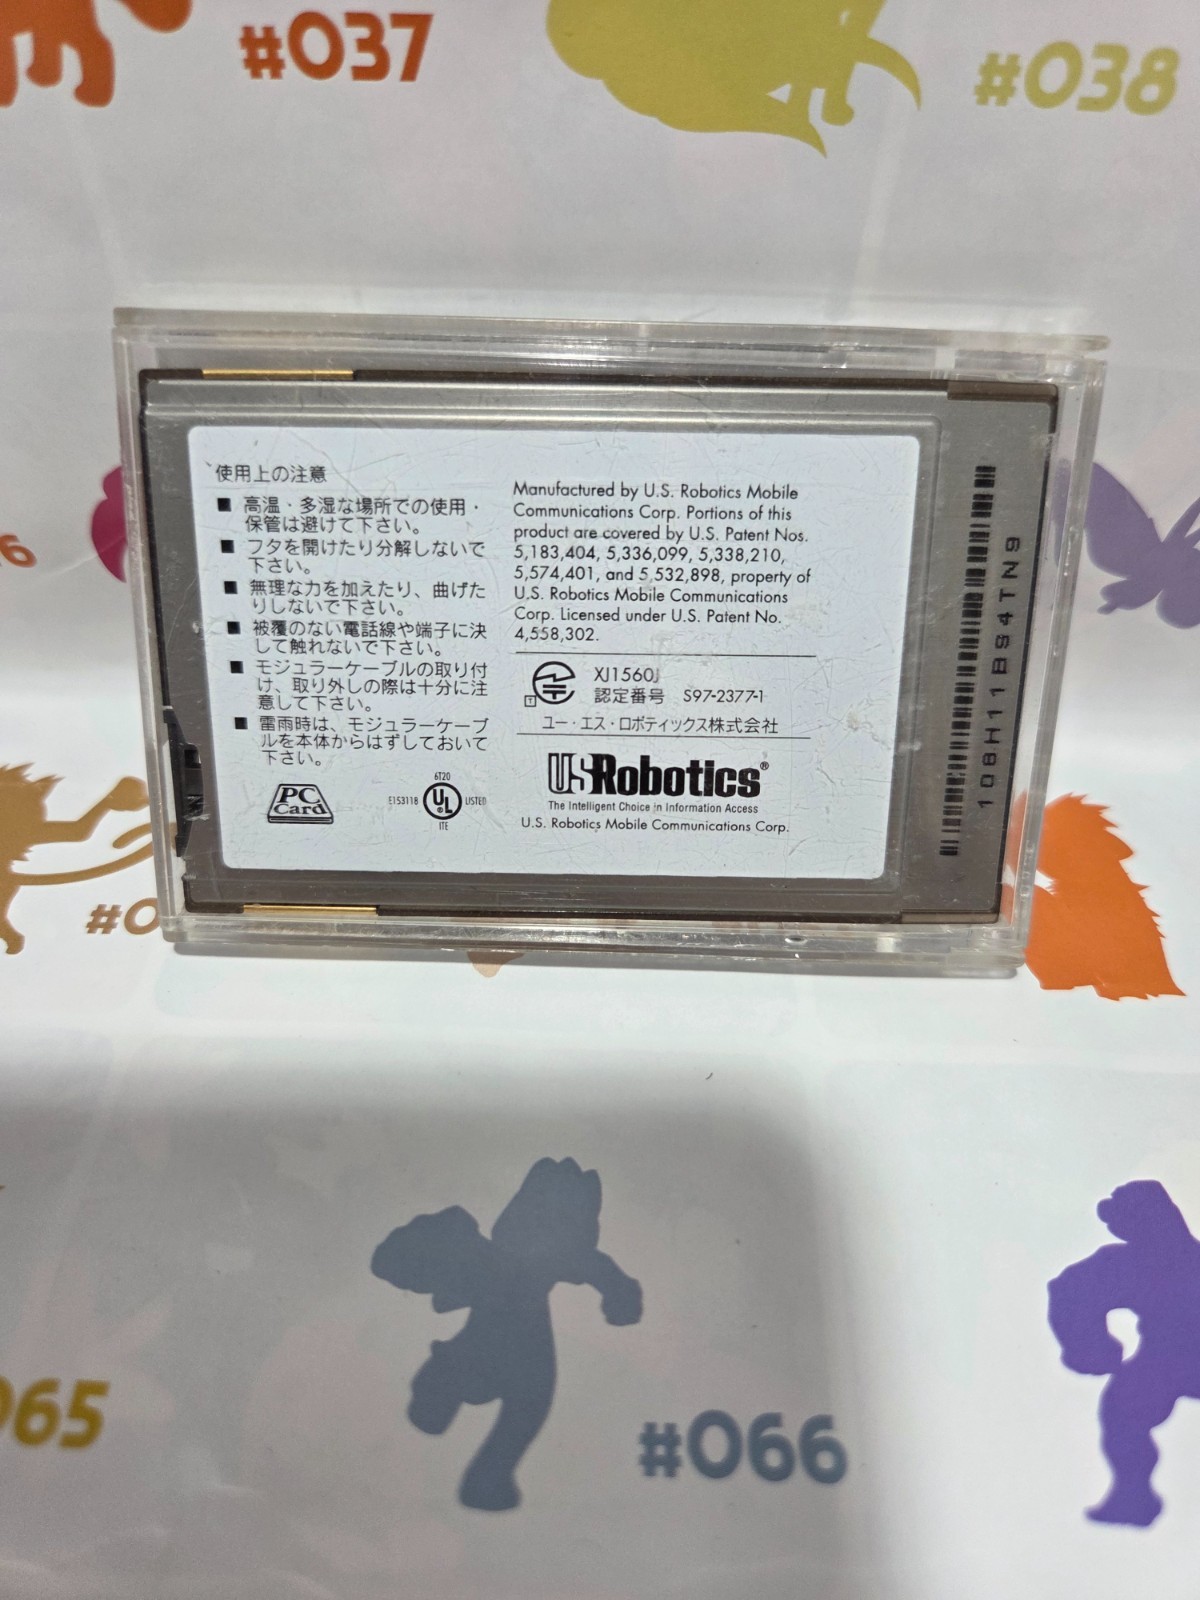 #037
#038
使用上の注意
■ 高温・多湿な場所での使用・
保管は避けて下さい。
■ フタを開けたり分解しないで
下さい。
■ 無理な力を加えたり、曲げた
りしないで下さい。
■ 被覆のない電話線や端子に決
して触れないで下さい。
■ モジュラーケーブルの取り付
け、取り外しの際は十分に注
意して下さい。
■ 雷雨時は、モジュラーケーブ
ルを本体からはずしておいて
下さい。
PC
Card
6T20
E153118
UL
LISTED
ITE
Manufactured by U.S. Robotics Mobile
Communications Corp. Portions of this
product are covered by U.S. Patent Nos.
5,183,404, 5,336,099, 5,338,210,
5,574,401, and 5,532,898, property of
U.S. Robotics Mobile Communications
Corp. Licensed under U.S. Patent No.
4,558,302.
T
XJ1560J
認定番号 S97-2377-1
ユー・エス・ロボティックス株式会社
USRobotics®
The Intelligent Choice in Information Access
U.S. Robotics Mobile Communications Corp.
108H11BS4TN9
#065
#066